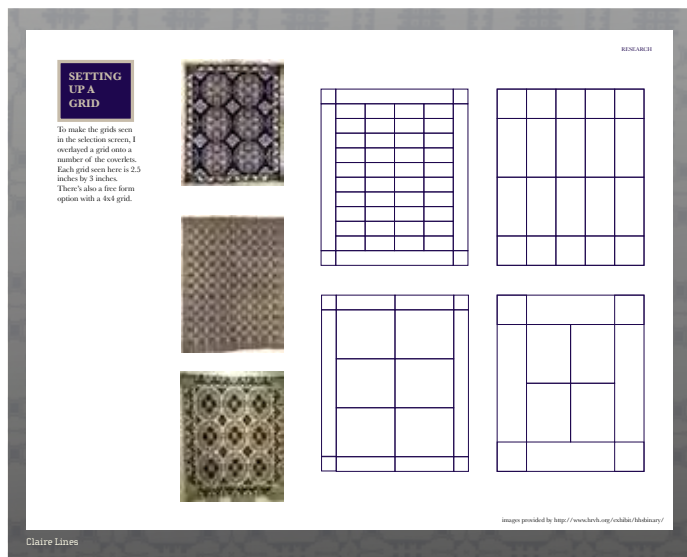 RESEARCH
SETTING
UP A
GRID
To make the grids seen
in the selection screen, I
overlayed a grid onto a
number of the coverlets.
Each grid seen here is 2.5
inches by 3 inches.
There's also a free form
option with a 4x4 grid.
images provided by http://www.hrvh.org/exhibit/hhsbinary/
Claire Lines